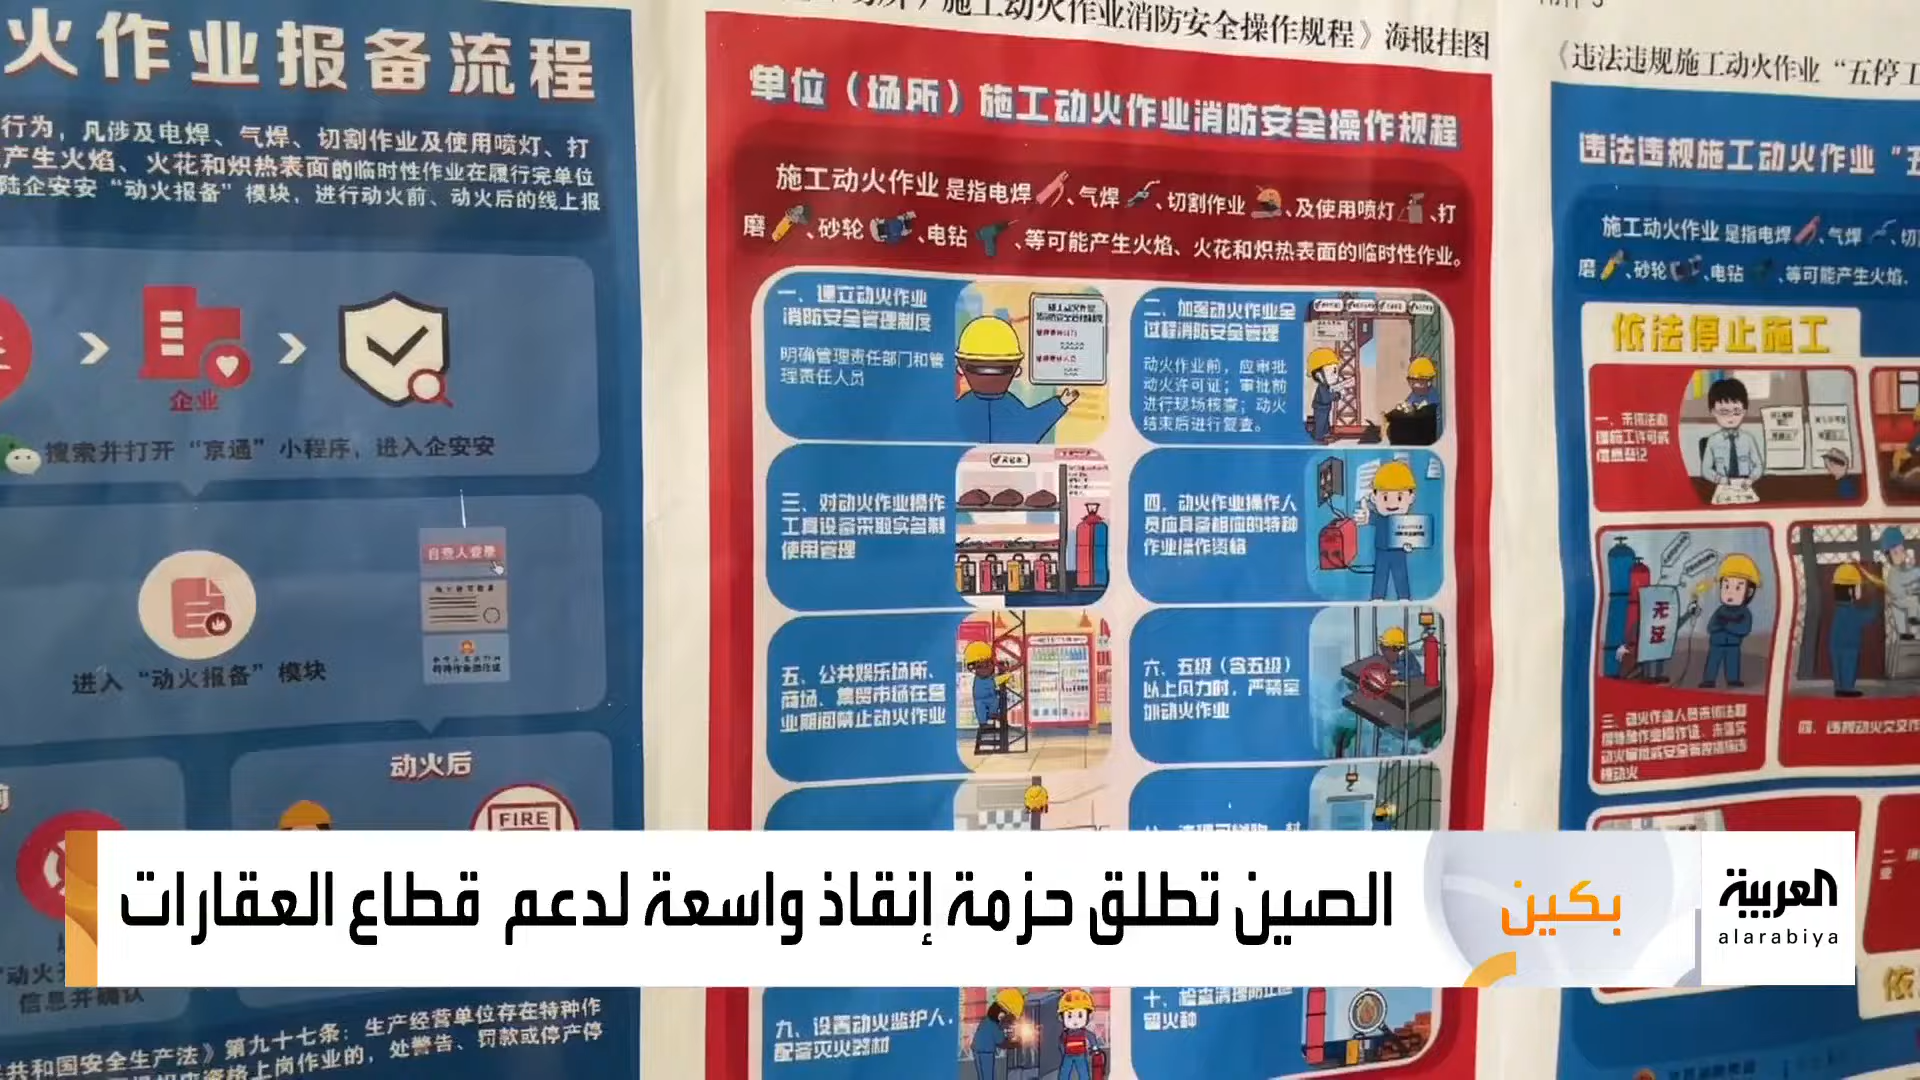 火作业报备流程
行为，凡涉及电焊、气焊、切割作业及使用喷灯、打
产生火焰、火花和炽热表面的临时性作业在履行完单位
陆企安安“动火报备”模块，进行动火前、动火后的线上报
企业
搜索并打开“京通”小程序，进入企安安
进入“动火报备”模块
动火后
FIRE
信息并确认
共和国安全生产法》第九十七条：生产经营单位存在特种作
上岗作业的，处警告、罚款或停产停
施工动火作业消防安全操作规程》海报挂图
单位（场所）施工动火作业消防安全操作规程
施工动火作业是指电焊、气焊、切割作业、及使用喷灯、打
磨、砂轮、电钻、等可能产生火焰、火花和炽热表面的临时性作业。
一、建立动火作业
消防安全管理制度
明确管理责任部门和管
理责任人员
二、加强动火作业全
过程消防安全管理
动火作业前，应审批
动火许可证；审批前
进行现场核查；动火
结束后进行复查。
三、对动火作业操作
工具设备采取实名制
使用管理
四、动火作业操作人
员应具备相应的特种
作业操作资格
五、公共娱乐场所、
商场、集贸市场在营
业期间禁止动火作业
六、五级（含五级）
以上风力时，严禁室
外动火作业
九、设置动火监护人，
配备灭火器材
十、检查清理防止遗
留火种
《违法违规施工动火作业“五停工
违法违规施工动火作业“五
施工动火作业是指电焊、气焊、切
磨、砂轮、电钻、等可能产生火焰、
依法停止施工
无证
依
الصين تطلق حزمة إنقاذ واسعة لدعم قطاع العقارات
بكين
العربية
alarabiya